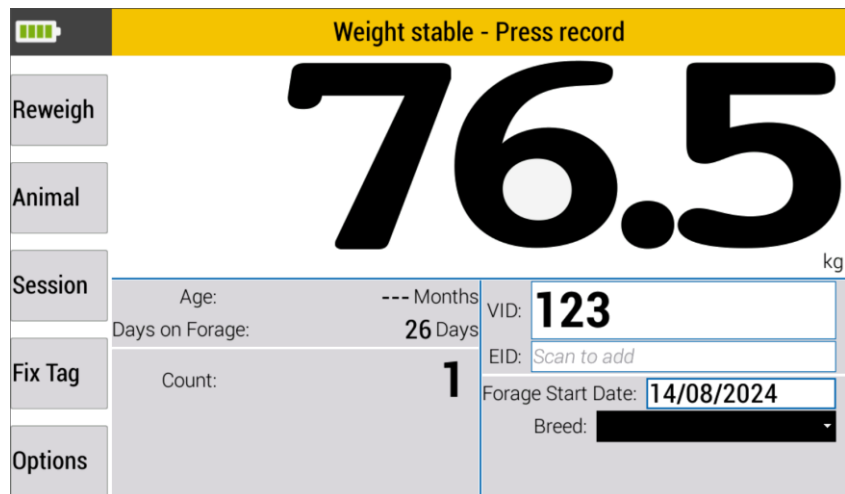 Weight stable - Press record
Reweigh
76.5
kg
Animal
Session
Fix Tag
Options
Age: --- Months
Days on Forage: 26 Days
Count: 1
VID: 123
EID: Scan to add
Forage Start Date: 14/08/2024
Breed: